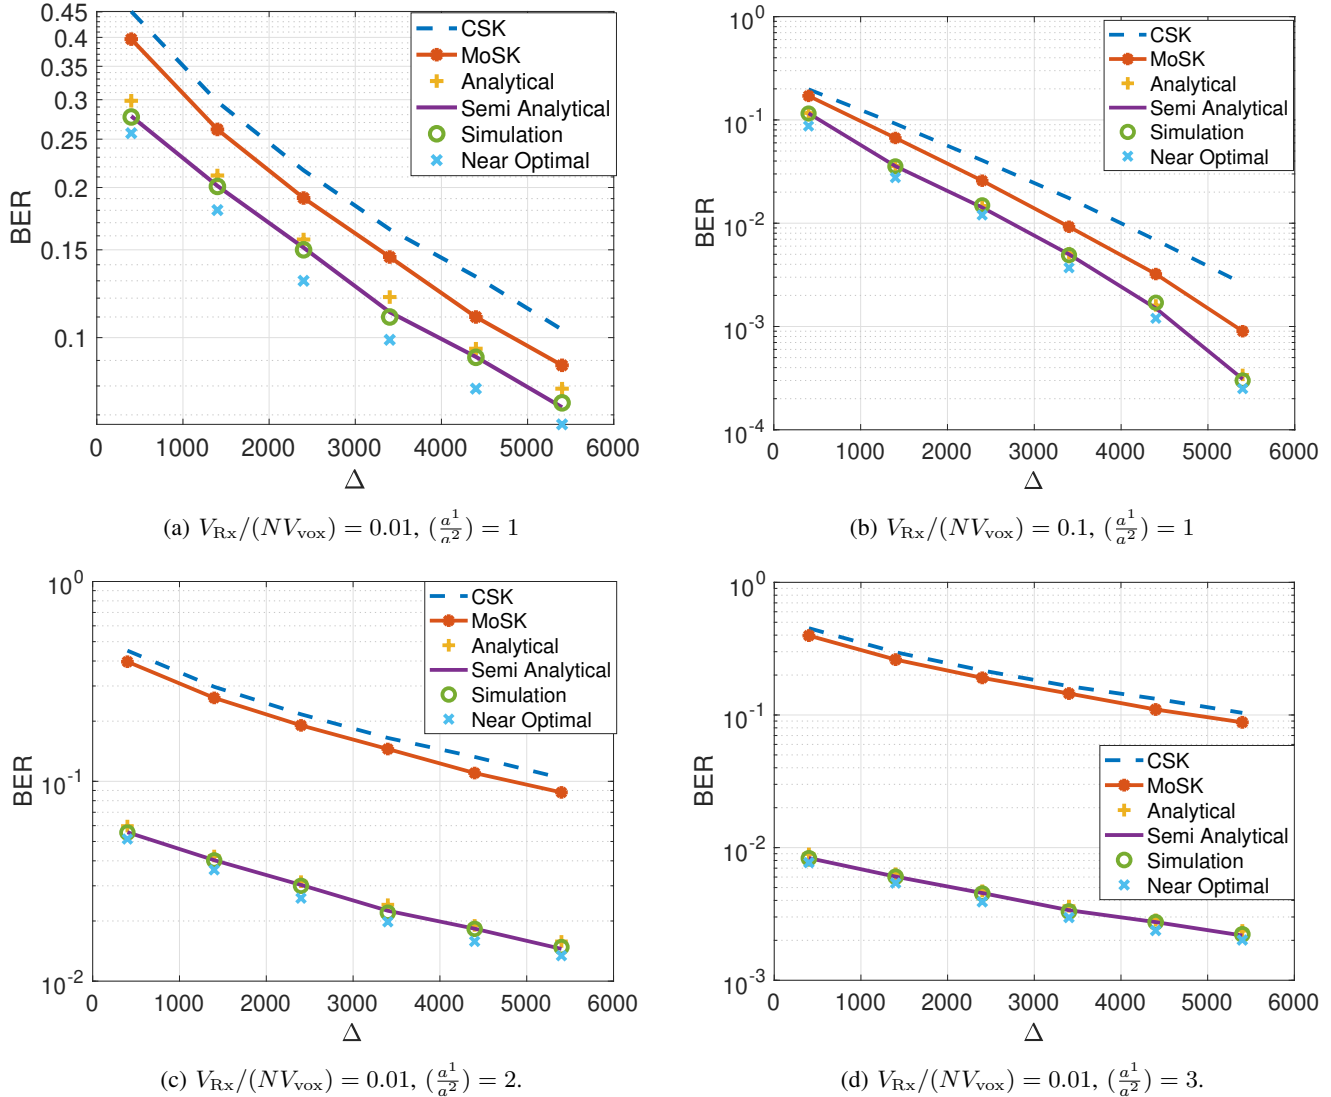 0.45
0.4
0.35
0.3
0.25
0.2
0.15
0.1
BER
0 1000 2000 3000 4000 5000 6000
Δ
CSK
MoSK
Analytical
Semi Analytical
Simulation
Near Optimal
(a) V_Rx/(NV_vox) = 0.01, (a^1/a^2) = 1
10^0
10^-1
10^-2
10^-3
10^-4
BER
0 1000 2000 3000 4000 5000 6000
Δ
CSK
MoSK
Analytical
Semi Analytical
Simulation
Near Optimal
(b) V_Rx/(NV_vox) = 0.1, (a^1/a^2) = 1
10^0
10^-1
10^-2
BER
0 1000 2000 3000 4000 5000 6000
Δ
CSK
MoSK
Analytical
Semi Analytical
Simulation
Near Optimal
(c) V_Rx/(NV_vox) = 0.01, (a^1/a^2) = 2.
10^0
10^-1
10^-2
10^-3
BER
0 1000 2000 3000 4000 5000 6000
Δ
CSK
MoSK
Analytical
Semi Analytical
Simulation
Near Optimal
(d) V_Rx/(NV_vox) = 0.01, (a^1/a^2) = 3.